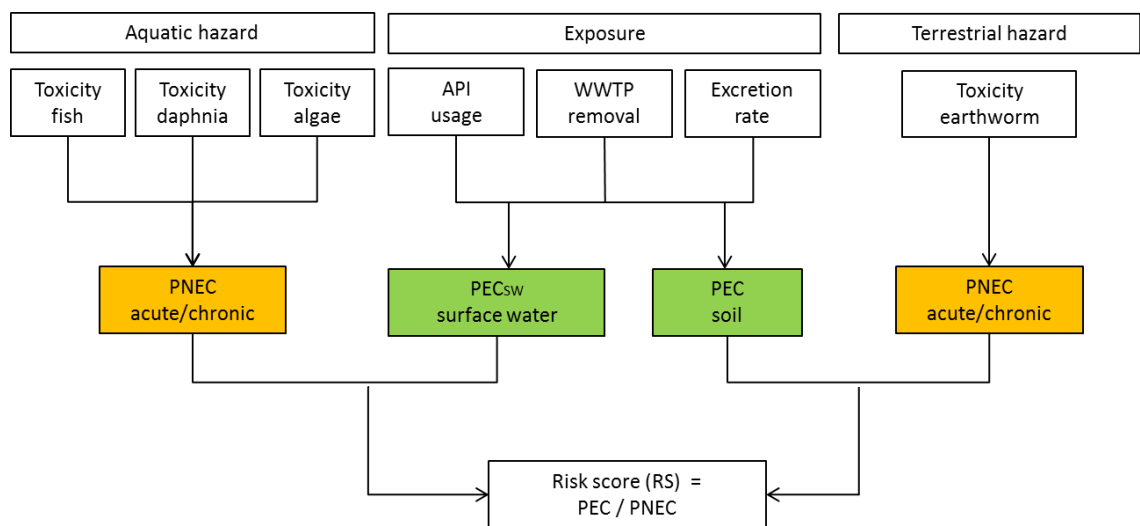 Aquatic hazard
Exposure
Terrestrial hazard
Toxicity
fish
Toxicity
daphnia
Toxicity
algae
API
usage
WWTP
removal
Excretion
rate
Toxicity
earthworm
PNEC
acute/chronic
PECsw
surface water
PEC
soil
PNEC
acute/chronic
Risk score (RS) =
PEC / PNEC